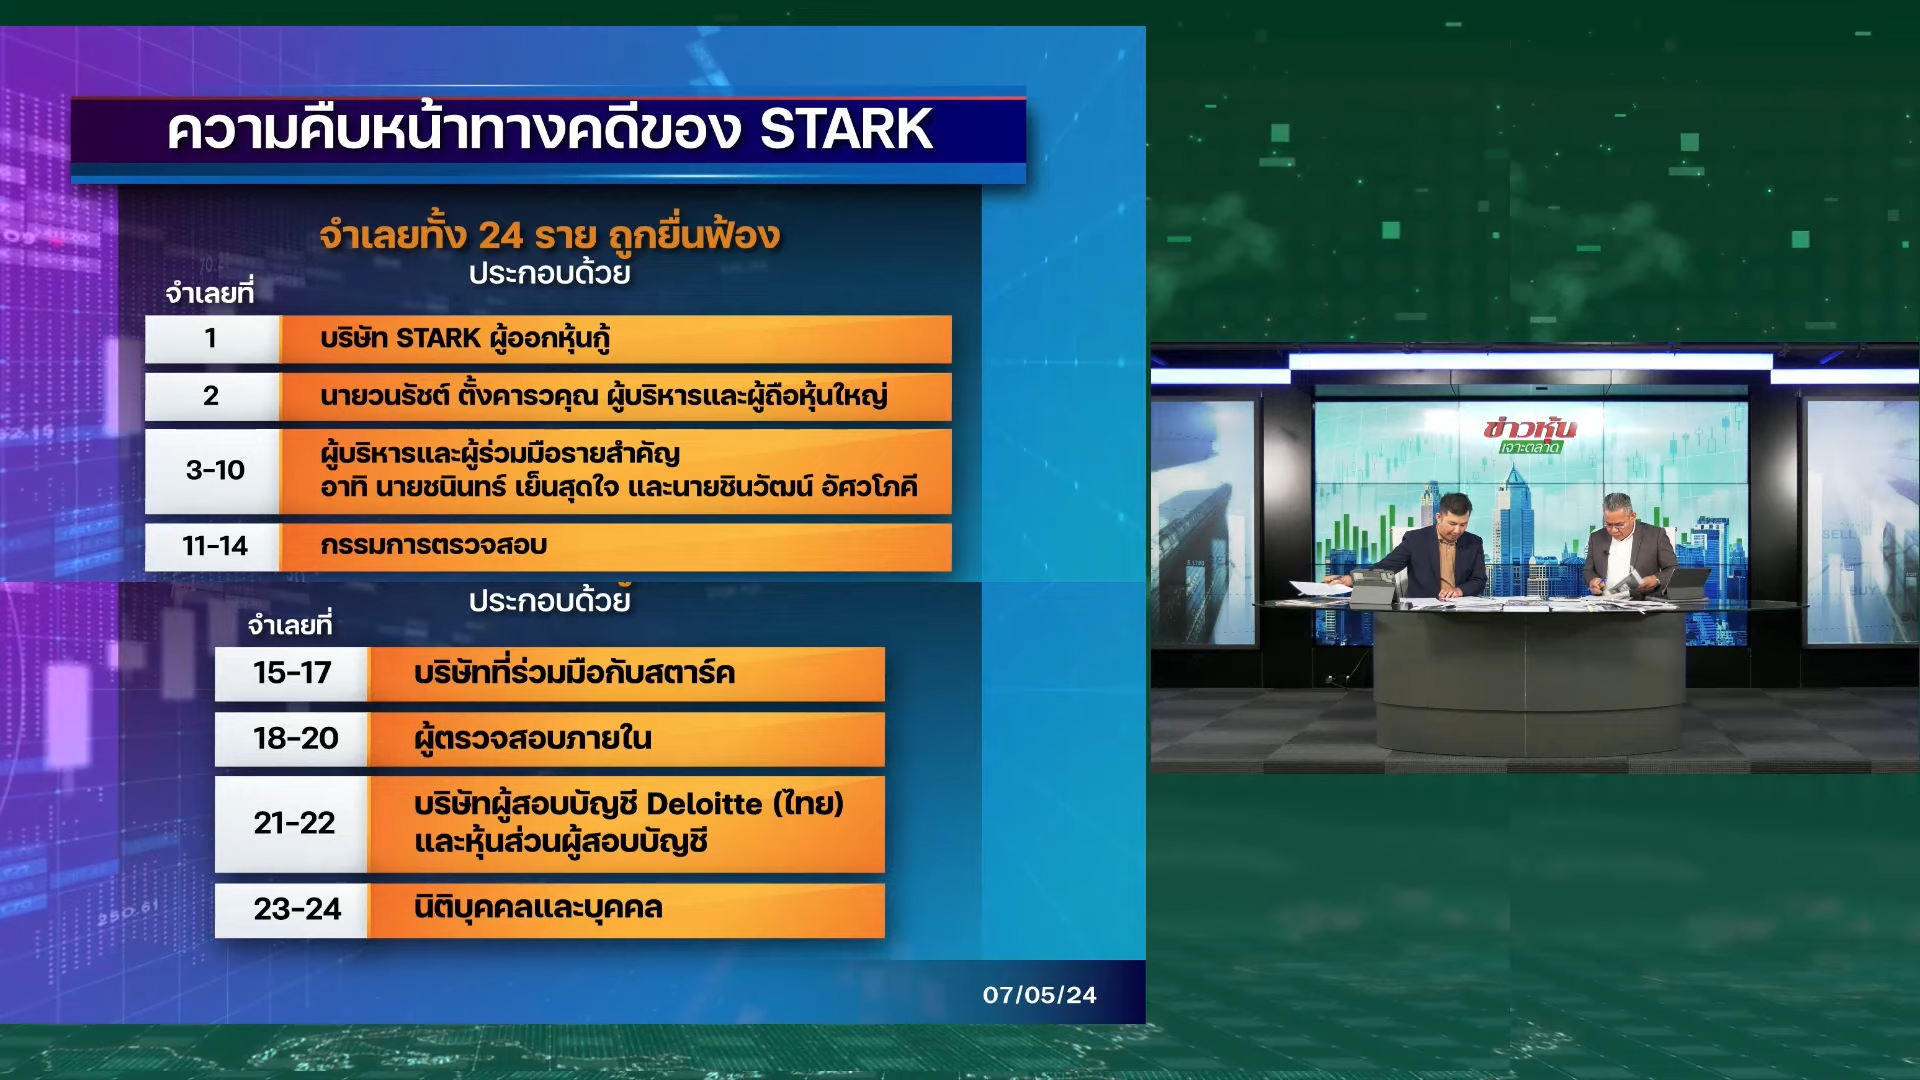 ความคืบหน้าทางคดีของ STARK
จำเลยทั้ง 24 ราย ถูกยื่นฟ้อง
ประกอบด้วย
จำเลยที่
1 บริษัท STARK ผู้ออกหุ้นกู้
2 นายวนรัชต์ ตั้งคารวคุณ ผู้บริหารและผู้ถือหุ้นใหญ่
3-10 ผู้บริหารและผู้ร่วมมือรายสำคัญ
อาทิ นายชนินทร์ เย็นสุดใจ และนายชินวัฒน์ อัศวโภคี
11-14 กรรมการตรวจสอบ
ประกอบด้วย
จำเลยที่
15-17 บริษัทที่ร่วมมือกับสตาร์ค
18-20 ผู้ตรวจสอบภายใน
21-22 บริษัทผู้สอบบัญชี Deloitte (ไทย)
และหุ้นส่วนผู้สอบบัญชี
23-24 นิติบุคคลและบุคคล
07/05/24
ข่าวหุ้น
เจาะตลาด
SELL
BUY